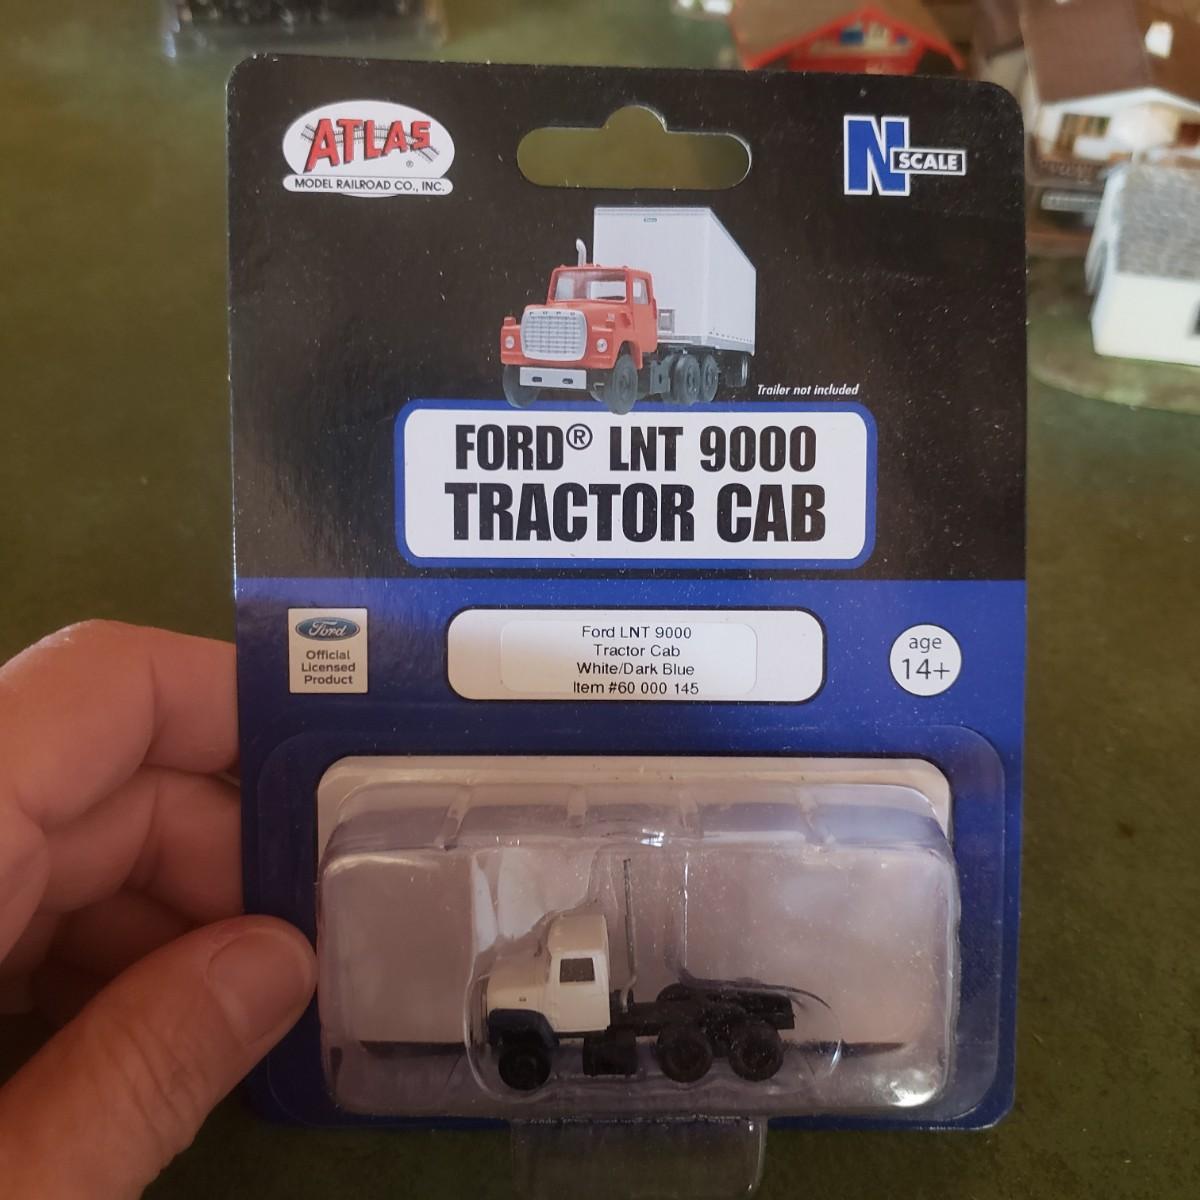 ATLAS
®
MODEL RAILROAD CO., INC.
N SCALE
FORD
Trailer not included
FORD® LNT 9000
TRACTOR CAB
Ford
Official
Licensed
Product
Ford LNT 9000
Tractor Cab
White/Dark Blue
Item #60 000 145
age
14+